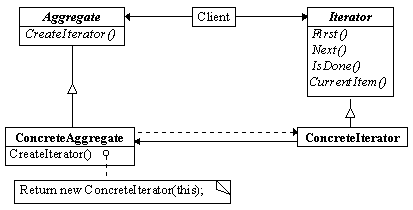 Aggregate
CreateIterator()
Client
Iterator
First()
Next()
IsDone()
CurrentItem()
ConcreteAggregate
CreateIterator()
ConcreteIterator
Return new ConcreteIterator(this);